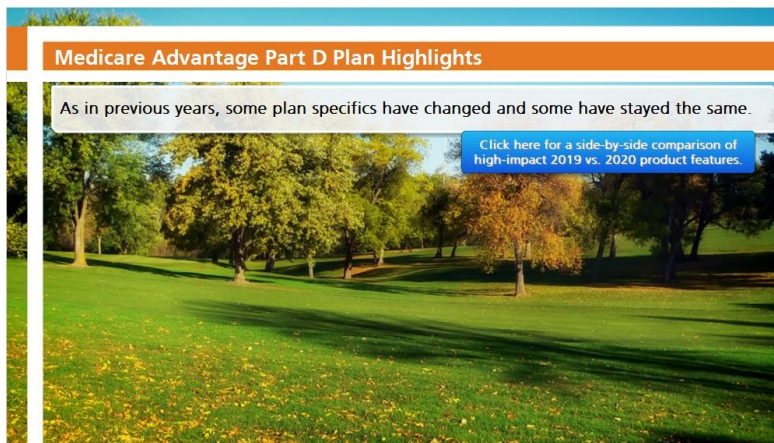 Medicare Advantage Part D Plan Highlights
As in previous years, some plan specifics have changed and some have stayed the same.
Click here for a side-by-side comparison of
high-impact 2019 vs. 2020 product features.